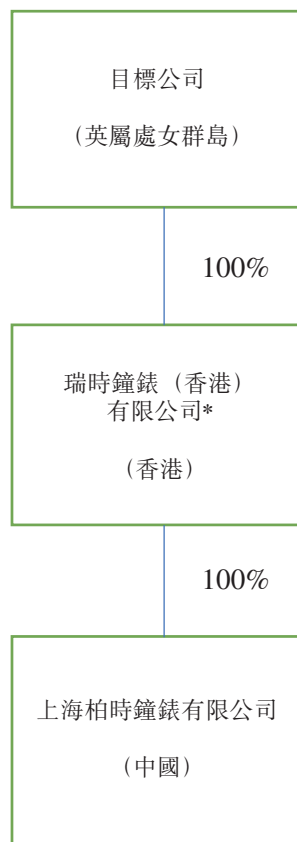 目標公司
（英屬處女群島）
100%
瑞時鐘錶（香港）
有限公司*
（香港）
100%
上海柏時鐘錶有限公司
（中國）